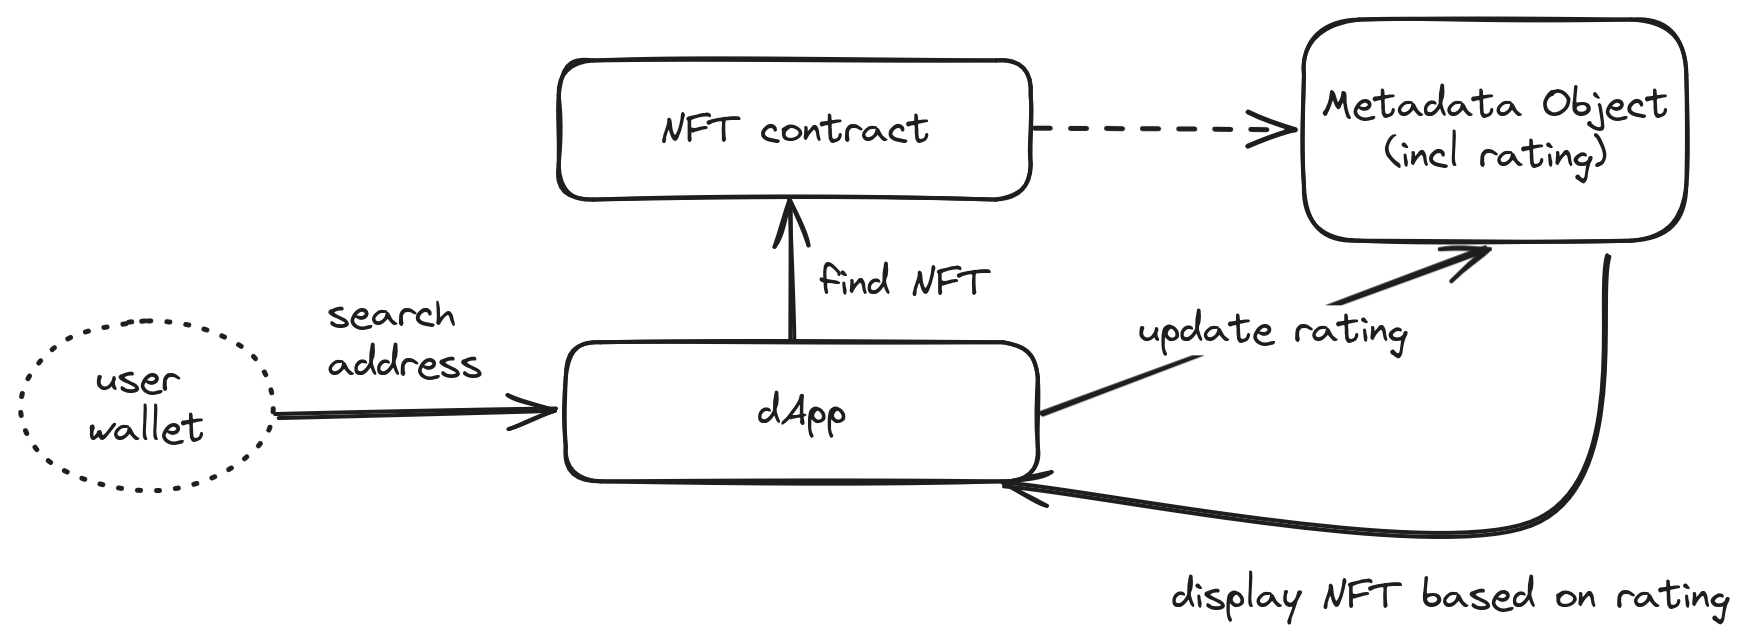 NFT contract
Metadata Object
(incl rating)
find NFT
search
address
update rating
user
wallet
dApp
display NFT based on rating